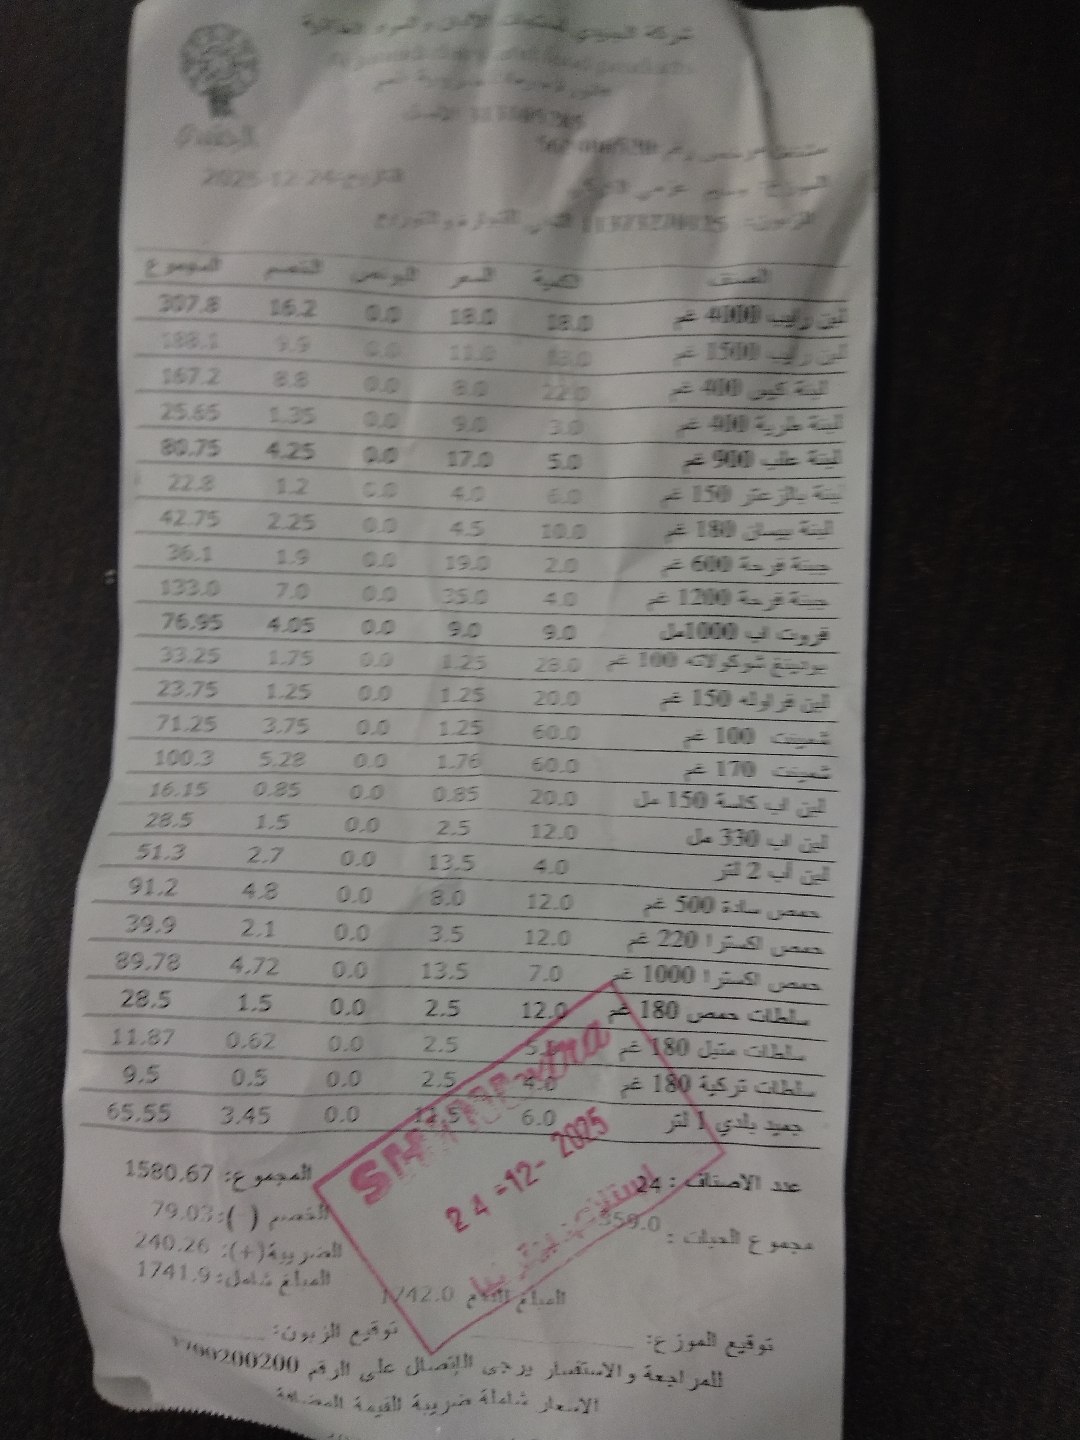 التاريخ: 2025-12-24
الصنف الكمية السعر البونص الخصم المجموع
لبن رايب 4000 غم 18.0 18.0 0.0 16.2 307.8
لبن رايب 1500 غم 18.0 11.0 0.0 9.9 188.1
لبنة كيس 400 غم 22.0 8.0 0.0 8.8 167.2
لبنة طرية 400 غم 3.0 9.0 0.0 1.35 25.65
لبنة علب 900 غم 5.0 17.0 0.0 4.25 80.75
لبنة بالزعتر 150 غم 6.0 4.0 0.0 1.2 22.8
لبنة بيسان 180 غم 10.0 4.5 0.0 2.25 42.75
جبنة فرحة 600 غم 2.0 19.0 0.0 1.9 36.1
جبنة فرحة 1200 غم 4.0 35.0 0.0 7.0 133.0
فروت اب 1000مل 9.0 9.0 0.0 4.05 76.95
بودينغ شوكولاته 100 غم 28.0 1.25 0.0 1.75 33.25
لبن فراوله 150 غم 20.0 1.25 0.0 1.25 23.75
شمينت 100 غم 60.0 1.25 0.0 3.75 71.25
شمينت 170 غم 60.0 1.76 0.0 5.28 100.3
لبن اب كاسة 150 مل 20.0 0.85 0.0 0.85 16.15
لبن اب 330 مل 12.0 2.5 0.0 1.5 28.5
لبن أب 2 لتر 4.0 13.5 0.0 2.7 51.3
حمص سادة 500 غم 12.0 8.0 0.0 4.8 91.2
حمص اكسترا 220 غم 12.0 3.5 0.0 2.1 39.9
حمص اكسترا 1000 غم 7.0 13.5 0.0 4.72 89.78
سلطات حمص 180 غم 12.0 2.5 0.0 1.5 28.5
سلطات متبل 180 غم 2.5 0.0 0.62 11.87
سلطات تركية 180 غم 4.0 2.5 0.0 0.5 9.5
جميد بلدي 1 لتر 6.0 0.0 3.45 65.55
عدد الاصناف : 24 المجموع: 1580.67
مجموع الحبات : 359.0 الخصم (-): 79.03
الضريبة(+): 240.26
المبلغ شامل: 1741.9
المبلغ 1742.0
24 -12- 2025
توقيع الموزع: توقيع الزبون:
للمراجعة والاستفسار يرجى الإتصال على الرقم 1700200200
الاسعار شاملة ضريبة القيمة المضافة